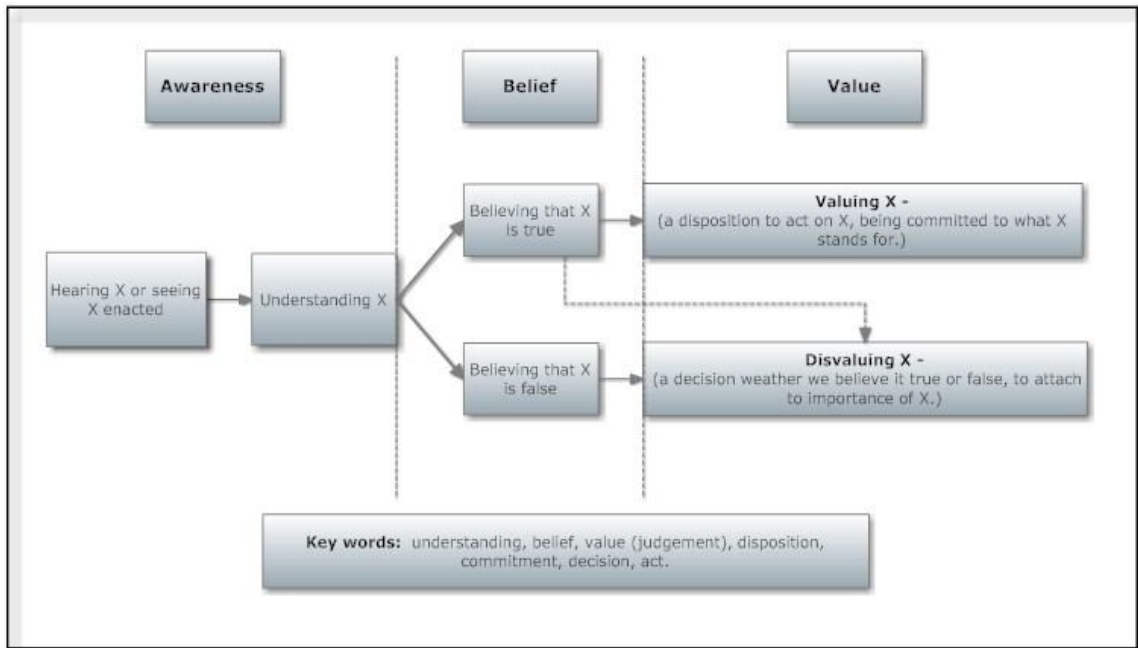 Awareness
Belief
Value
Hearing X or seeing
X enacted
Understanding X
Believing that X
is true
Believing that X
is false
Valuing X -
(a disposition to act on X, being committed to what X
stands for.)
Disvaluing X -
(a decision weather we believe it true or false, to attach
to importance of X.)
Key words: understanding, belief, value (judgement), disposition,
commitment, decision, act.